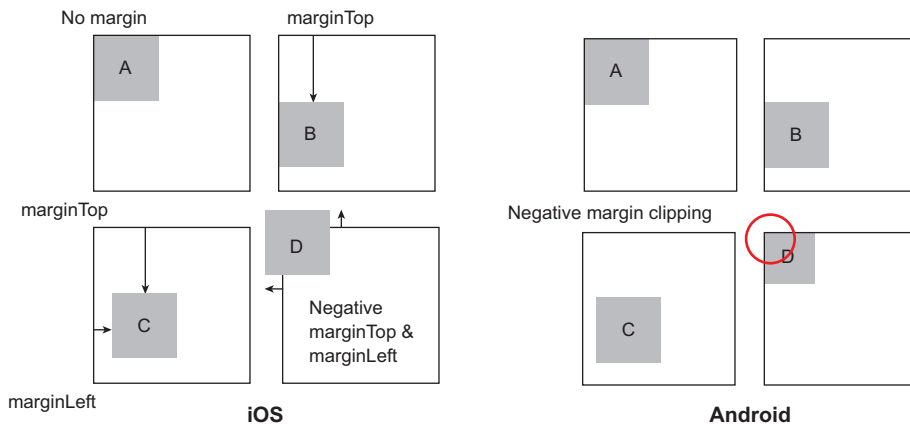 No margin
marginTop
A
B
marginTop
C
D
Negative
marginTop &
marginLeft
marginLeft
iOS
A
B
Negative margin clipping
C
D
Android